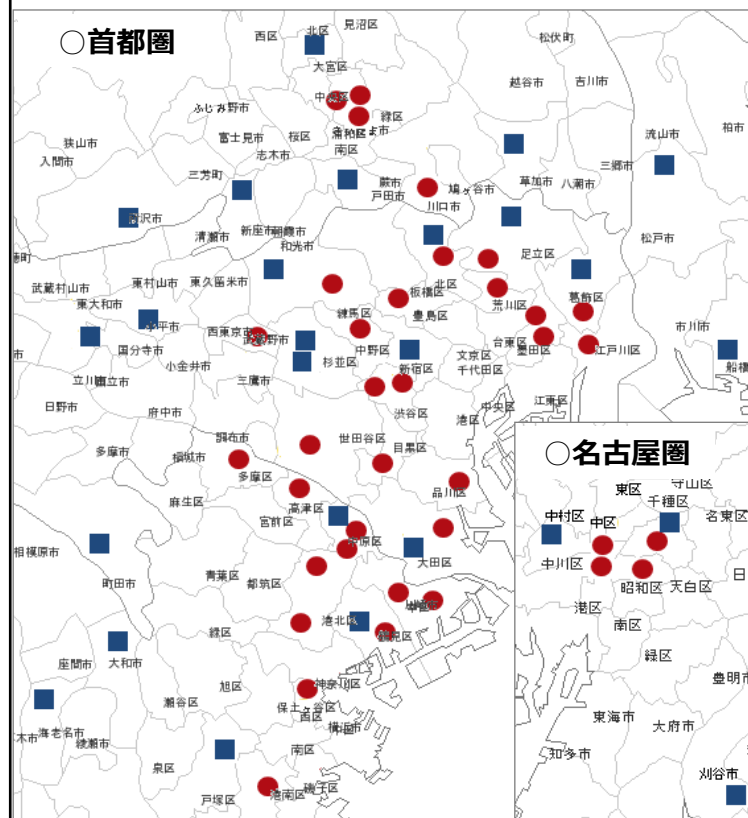 ○首都圏
見沼区
西区
北区
松伏町
大宮区
越谷市
吉川市
ふじみ野市
緑区
柏市
富士見市
桜区
浦和区
流山市
狭山市
志木市
南区
入間市
三芳町
蕨市
戸田市
鳩ヶ谷市
草加市
八潮市
三郷市
川口市
所沢市
新座市
朝霞市
清瀬市
和光市
松戸市
足立区
東村山市
東久留米市
北区
武蔵村山市
板橋区
東大和市
荒川区
葛飾区
練馬区
豊島区
小平市
西東京市
武蔵野市
市川市
国分寺市
中野区
台東区
墨田区
江戸川区
小金井市
杉並区
新宿区
文京区
千代田区
船橋
立川市
国立市
三鷹市
日野市
府中市
渋谷区
港区
中央区
江東区
調布市
世田谷区
目黒区
多摩市
稲城市
多摩区
品川区
麻生区
高津区
宮前区
中原区
相模原市
大田区
町田市
青葉区
都筑区
港北区
鶴見区
緑区
座間市
大和市
旭区
神奈川区
瀬谷区
保土ヶ谷区
西区
海老名市
綾瀬市
南区
泉区
磯子区
戸塚区
港南区
○名古屋圏
守山区
東区
千種区
中村区
中区
名東区
中川区
昭和区
天白区
日
港区
南区
緑区
豊明市
東海市
大府市
知多市
刈谷市